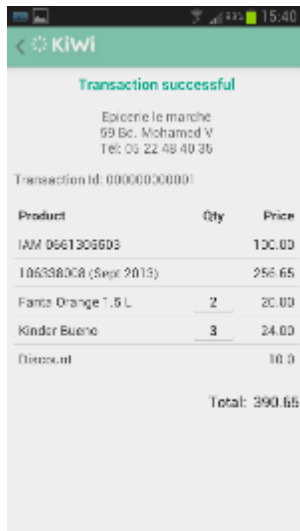 15:40
KiWi
Transaction successful
Epicerie le marche
59 Bd. Mohamed V
Tél: 05 22 48 40 35
Transaction Id: 000000000001
Product Qty Price
IAM 0661306603 100.00
106338008 (Sept 2013) 256.65
Fanta Orange 1.5 L 2 20.00
Kinder Bueno 3 24.00
Discount 10.0
Total: 390.65